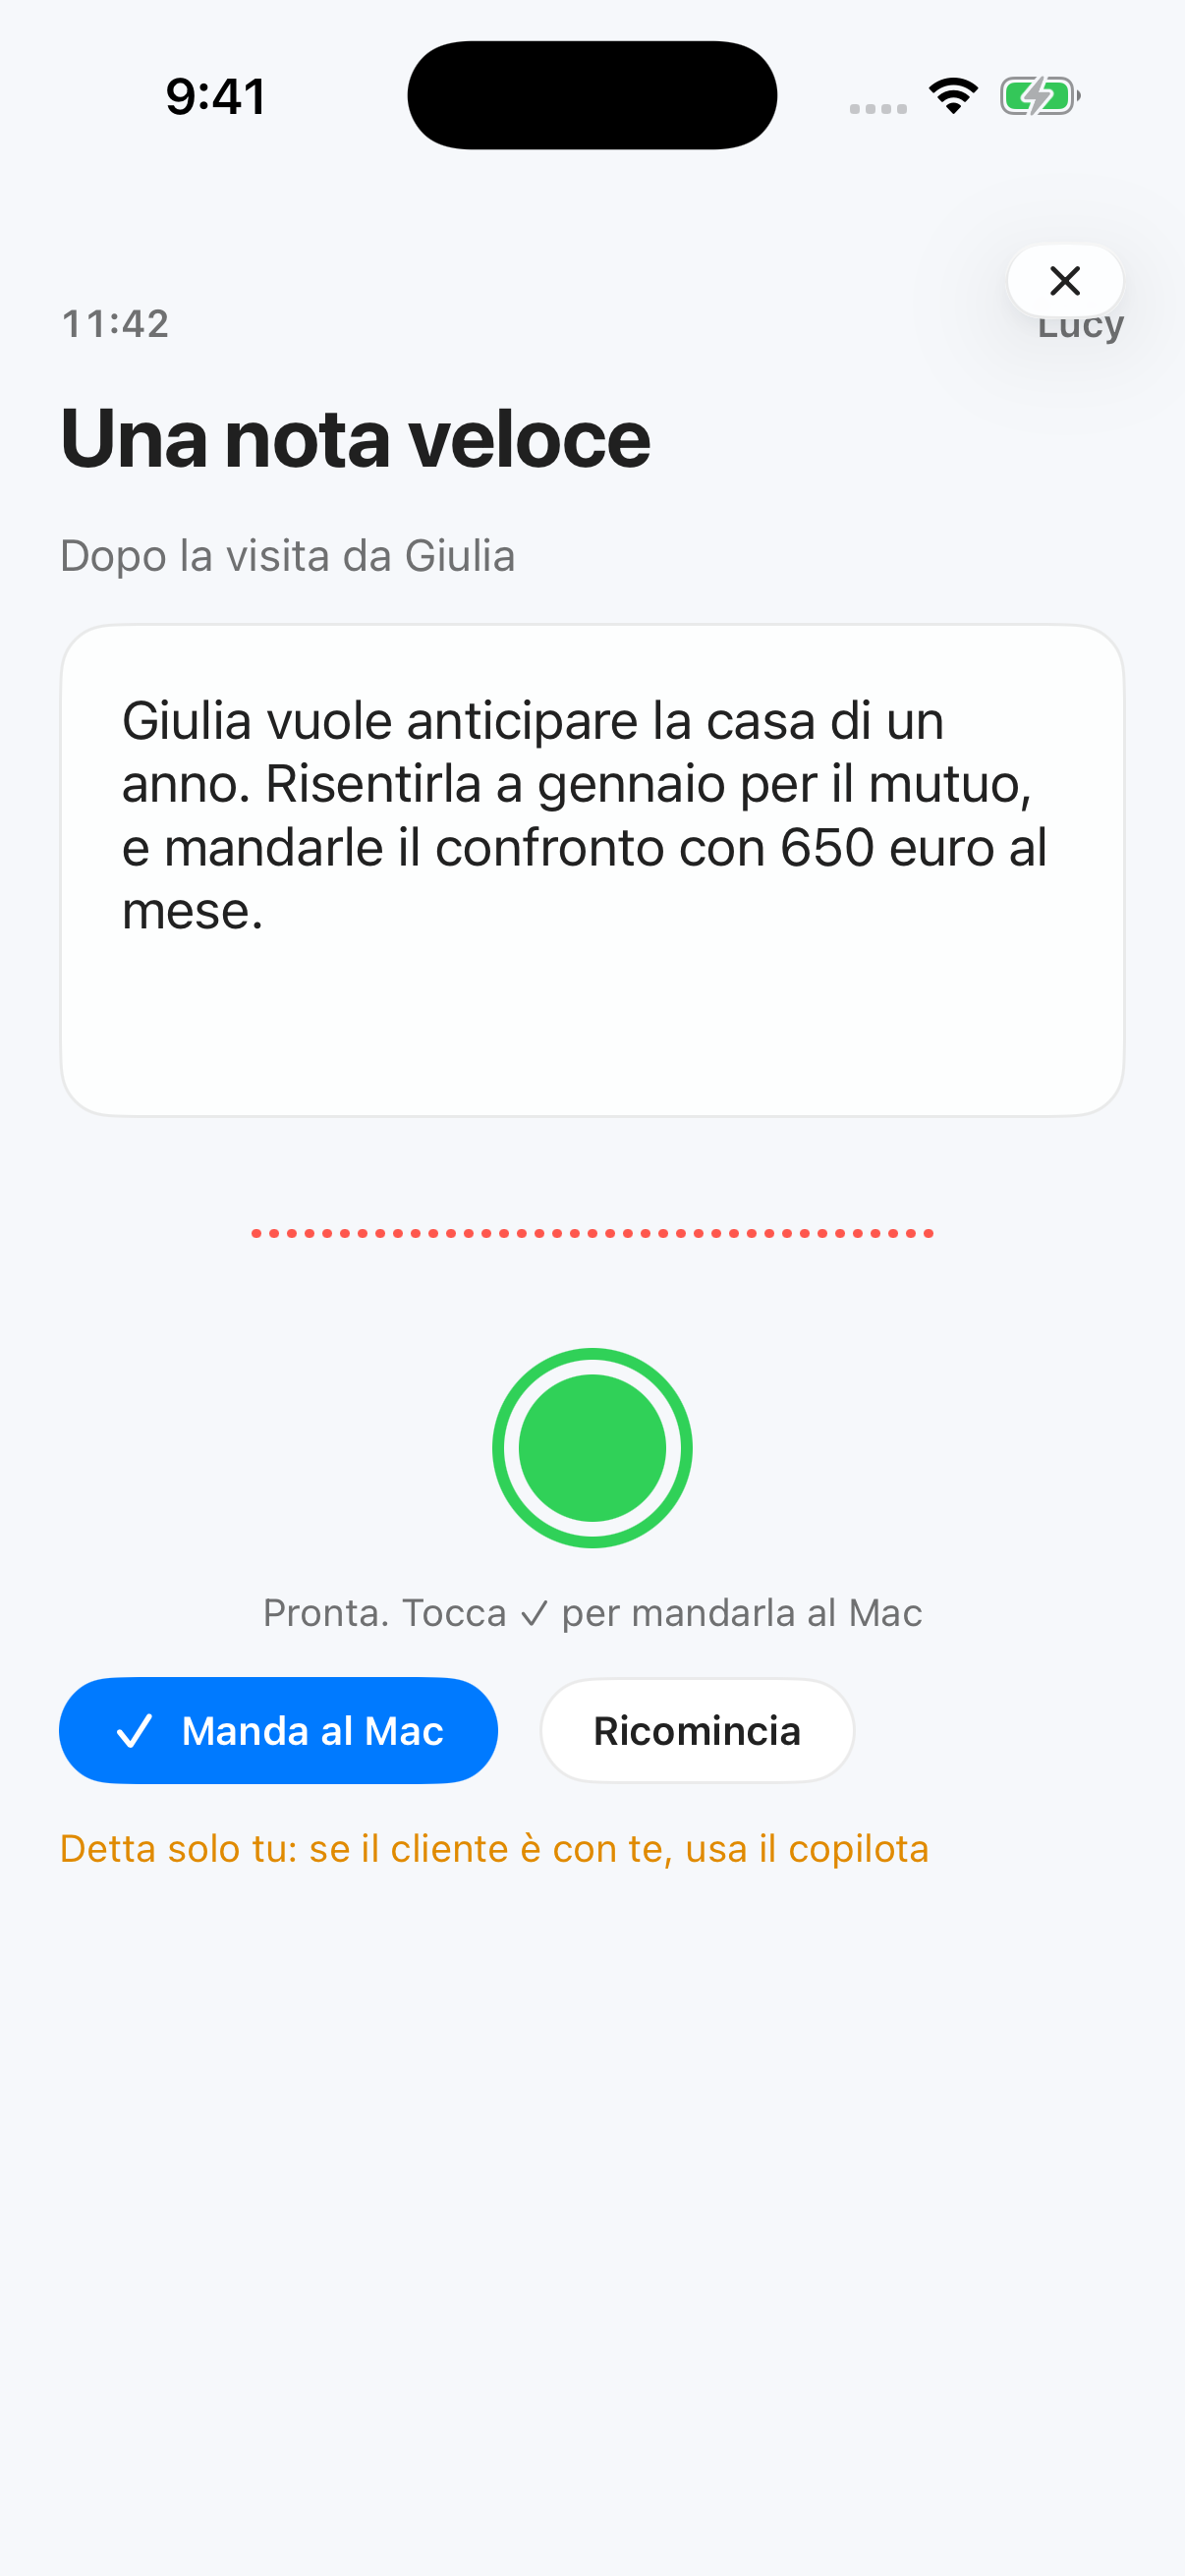 9:41
11:42
Lucy
Una nota veloce
Dopo la visita da Giulia
Giulia vuole anticipare la casa di un
anno. Risentirla a gennaio per il mutuo,
e mandarle il confronto con 650 euro al
mese.
Pronta. Tocca ✓ per mandarla al Mac
✓ Manda al Mac
Ricomincia
Detta solo tu: se il cliente è con te, usa il copilota